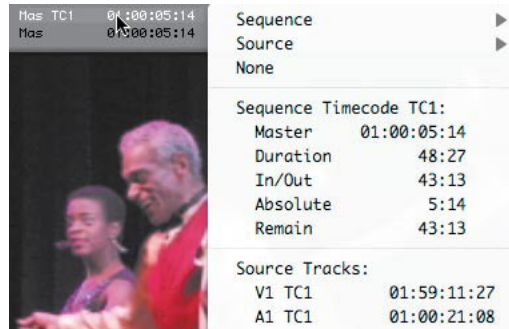 Mas TC1 01:00:05:14
Mas 01:00:05:14
Sequence
Source
None
Sequence Timecode TC1:
Master 01:00:05:14
Duration 48:27
In/Out 43:13
Absolute 5:14
Remain 43:13
Source Tracks:
V1 TC1 01:59:11:27
A1 TC1 01:00:21:08